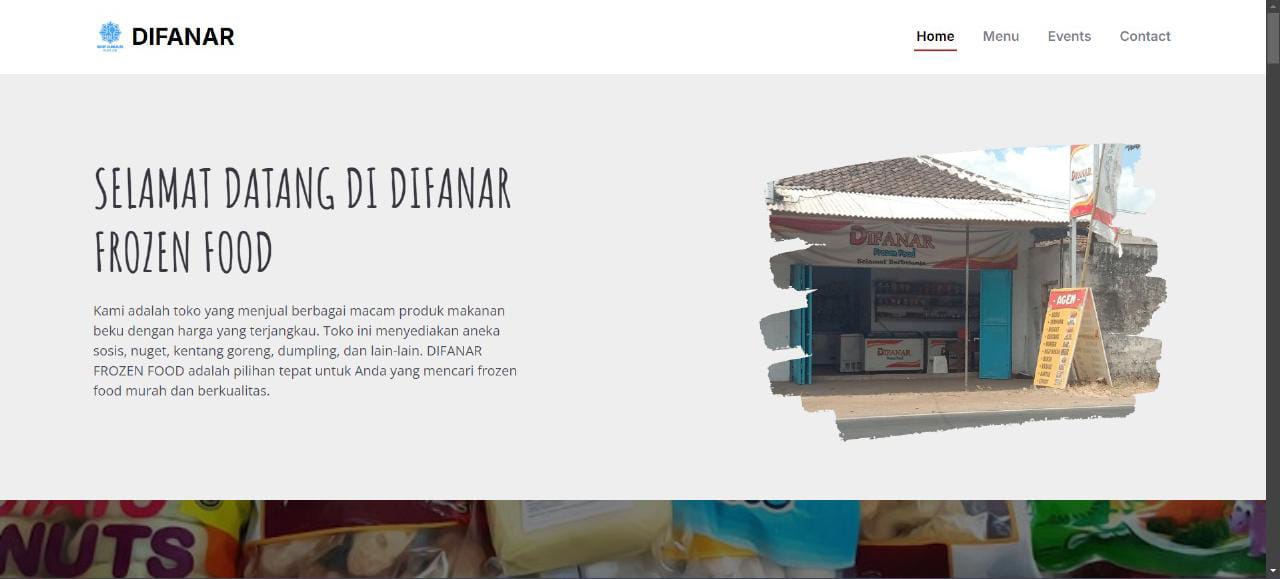 DIFANAR
Home
Menu
Events
Contact
SELAMAT DATANG DI DIFANAR
FROZEN FOOD
Kami adalah toko yang menjual berbagai macam produk makanan
beku dengan harga yang terjangkau. Toko ini menyediakan aneka
sosis, nuget, kentang goreng, dumpling, dan lain-lain. DIFANAR
FROZEN FOOD adalah pilihan tepat untuk Anda yang mencari frozen
food murah dan berkualitas.
DIFANAR
DIFANAR
Frozen Food
Selamat Berbelanja
- AGEN -
DIFANAR
NUTS